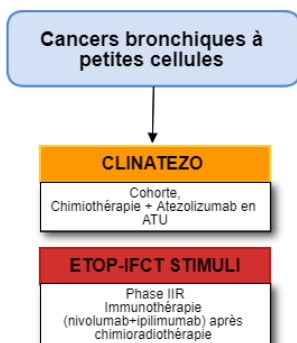 Cancers bronchiques à
petites cellules
CLINATEZO
Cohorte,
Chimiothérapie + Atezolizumab en
ATU
ETOP-IFCT STIMULI
Phase IIR
Immunothérapie
(nivolumab+ipilimumab) après
chimioradiothérapie